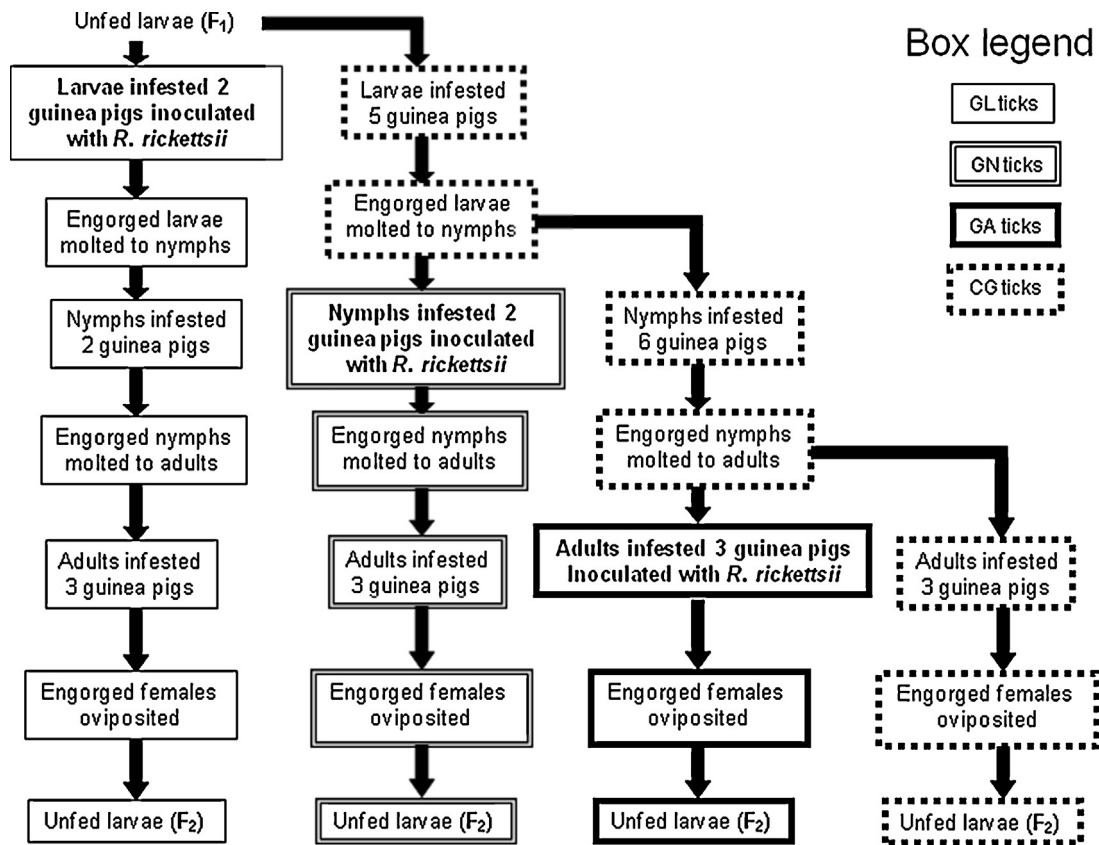 Unfed larvae (F₁)
Larvae infested 2
guinea pigs inoculated
with R. rickettsii
Engorged larvae
molted to nymphs
Nymphs infested
2 guinea pigs
Engorged nymphs
molted to adults
Adults infested
3 guinea pigs
Engorged females
oviposited
Unfed larvae (F₂)
Larvae infested
5 guinea pigs
Engorged larvae
molted to nymphs
Nymphs infested 2
guinea pigs inoculated
with R. rickettsii
Engorged nymphs
molted to adults
Adults infested
3 guinea pigs
Engorged females
oviposited
Unfed larvae (F₂)
Nymphs infested
6 guinea pigs
Engorged nymphs
molted to adults
Adults infested 3 guinea pigs
Inoculated with R. rickettsii
Engorged females
oviposited
Unfed larvae (F₂)
Adults infested
3 guinea pigs
Engorged females
oviposited
Unfed larvae (F₂)
Box legend
GL ticks
GN ticks
GA ticks
CG ticks